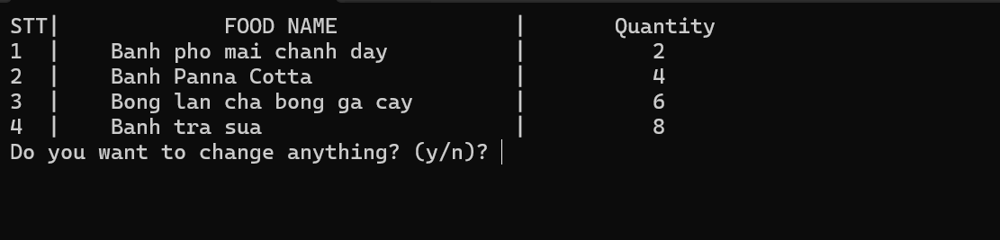 STT|             FOOD NAME              |       Quantity
1  |    Banh pho mai chanh day          |          2
2  |    Banh Panna Cotta                |          4
3  |    Bong lan cha bong ga cay        |          6
4  |    Banh tra sua                    |          8
Do you want to change anything? (y/n)?